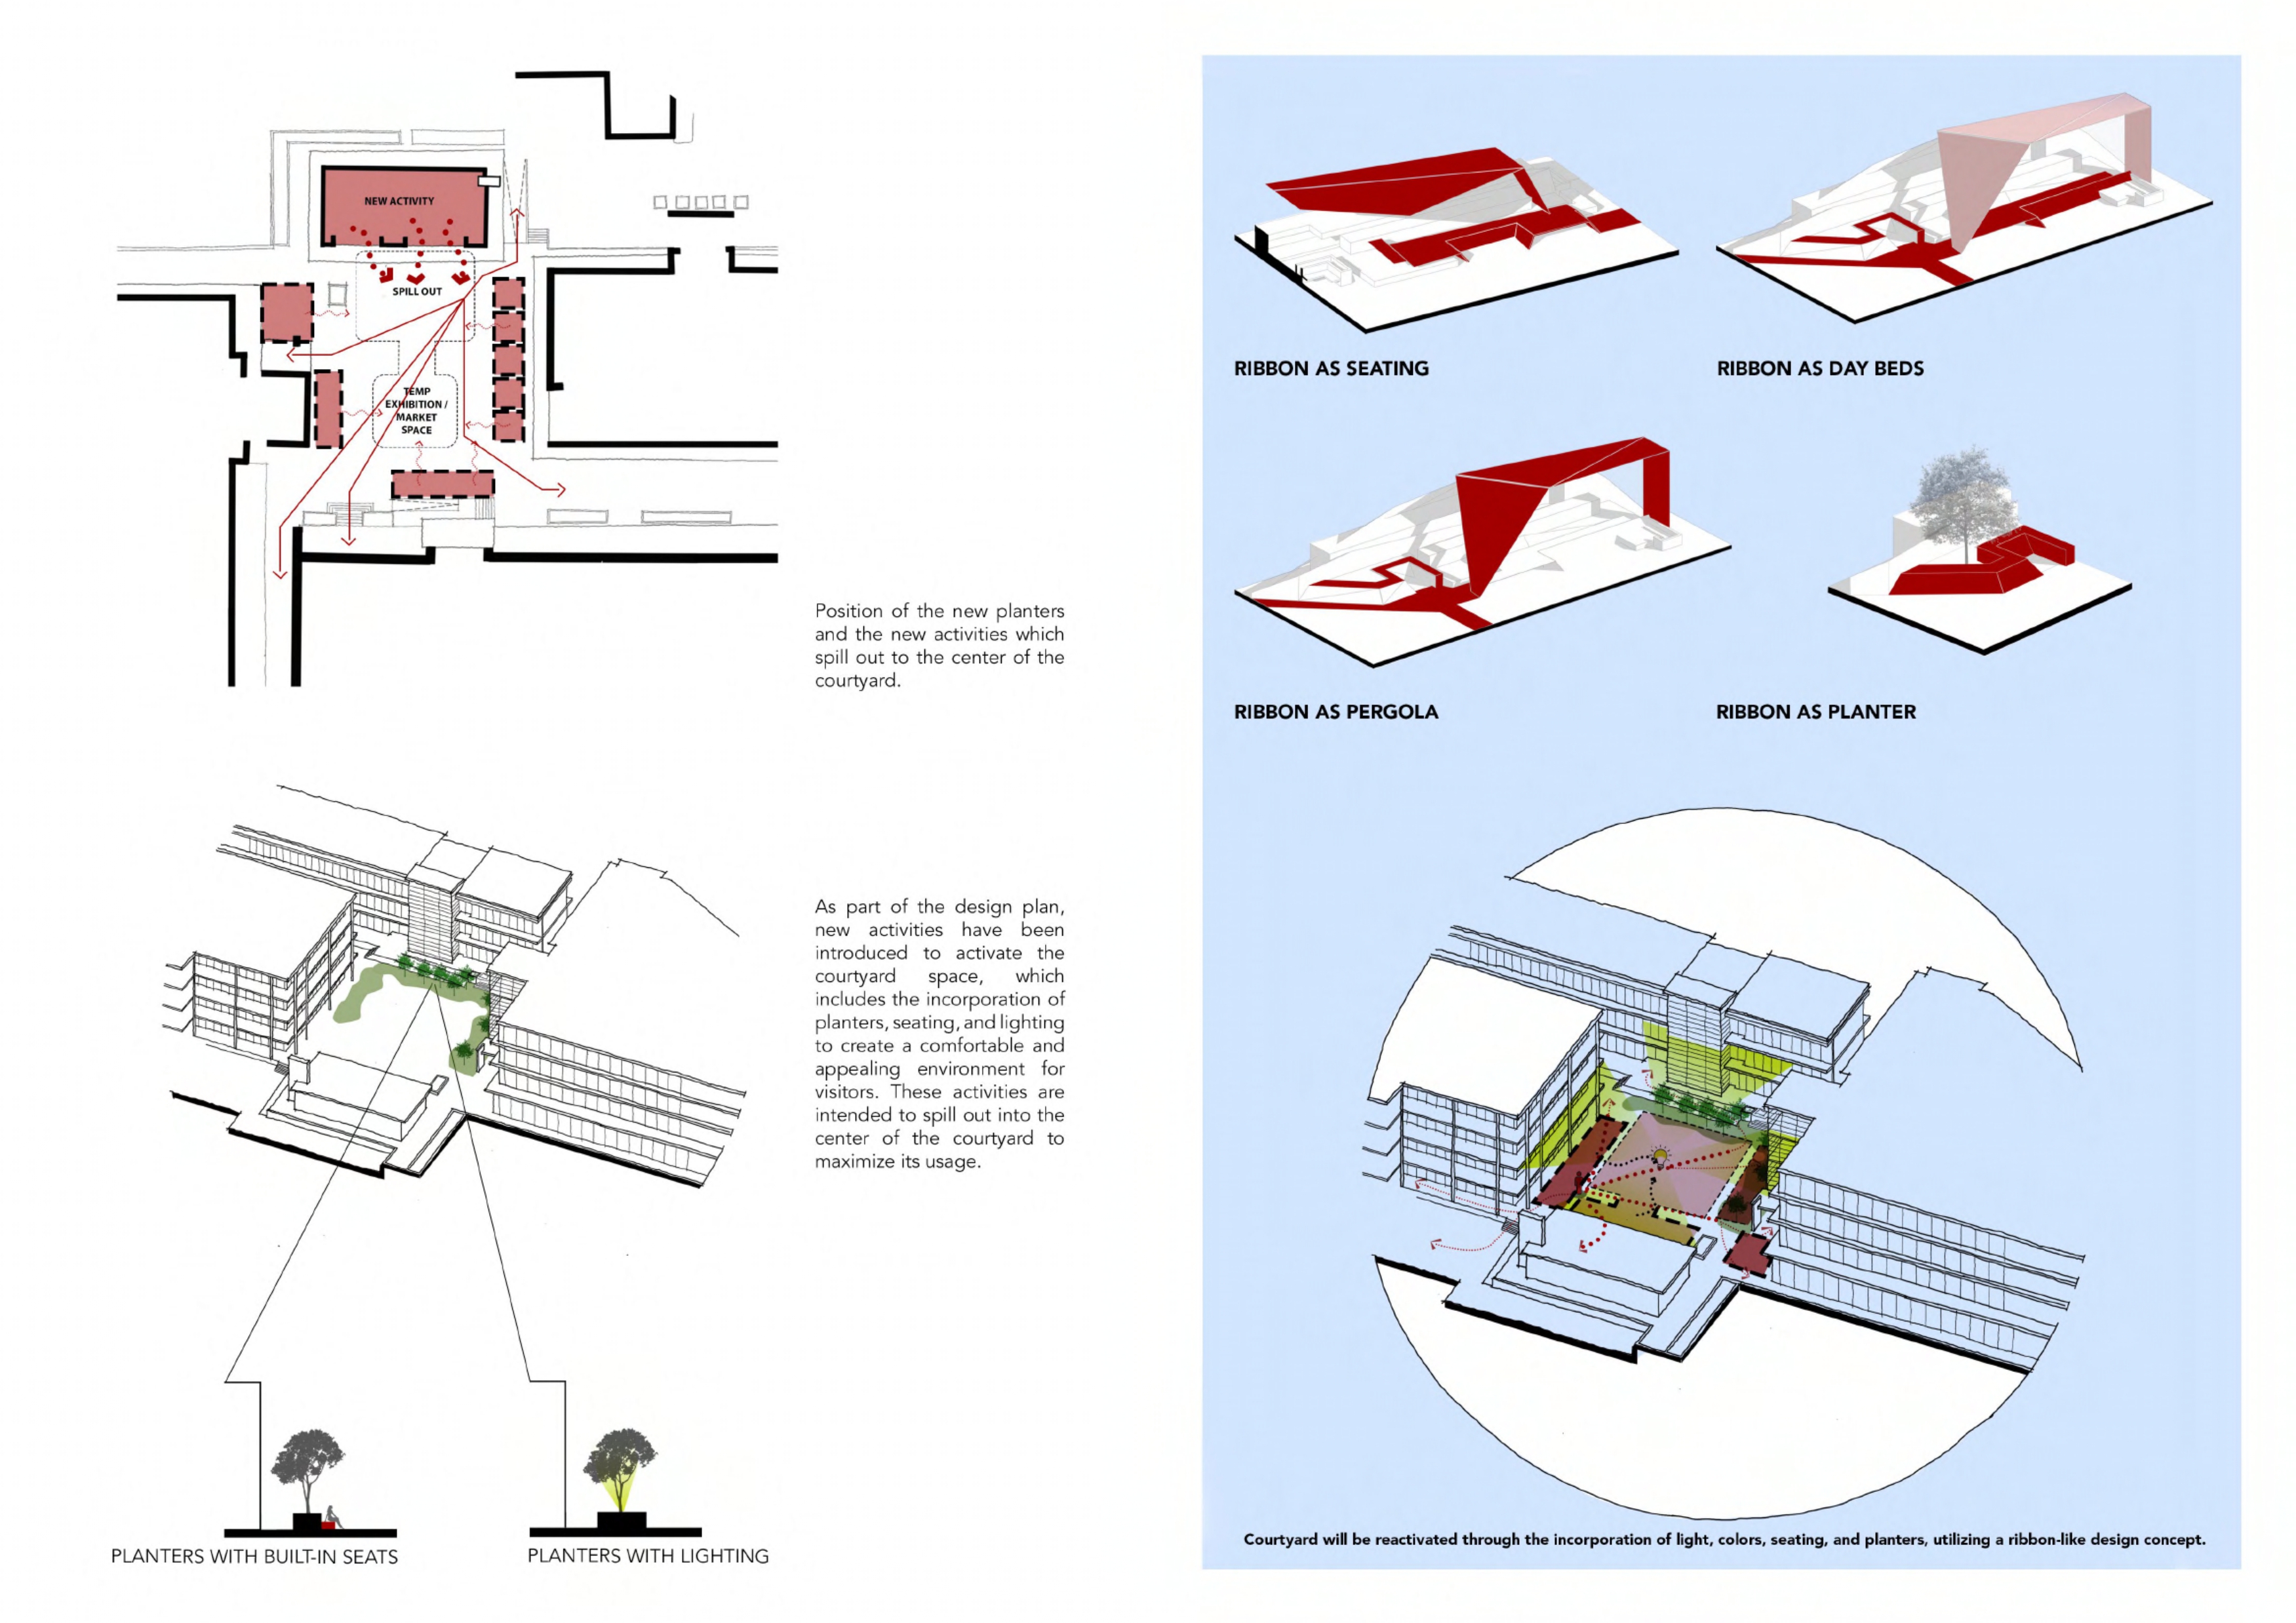 NEW ACTIVITY
SPILL OUT
TEMP
EXHIBITION /
MARKET
SPACE
Position of the new planters
and the new activities which
spill out to the center of the
courtyard.
As part of the design plan,
new activities have been
introduced to activate the
courtyard space, which
includes the incorporation of
planters, seating, and lighting
to create a comfortable and
appealing environment for
visitors. These activities are
intended to spill out into the
center of the courtyard to
maximize its usage.
PLANTERS WITH BUILT-IN SEATS
PLANTERS WITH LIGHTING
RIBBON AS SEATING
RIBBON AS DAY BEDS
RIBBON AS PERGOLA
RIBBON AS PLANTER
Courtyard will be reactivated through the incorporation of light, colors, seating, and planters, utilizing a ribbon-like design concept.